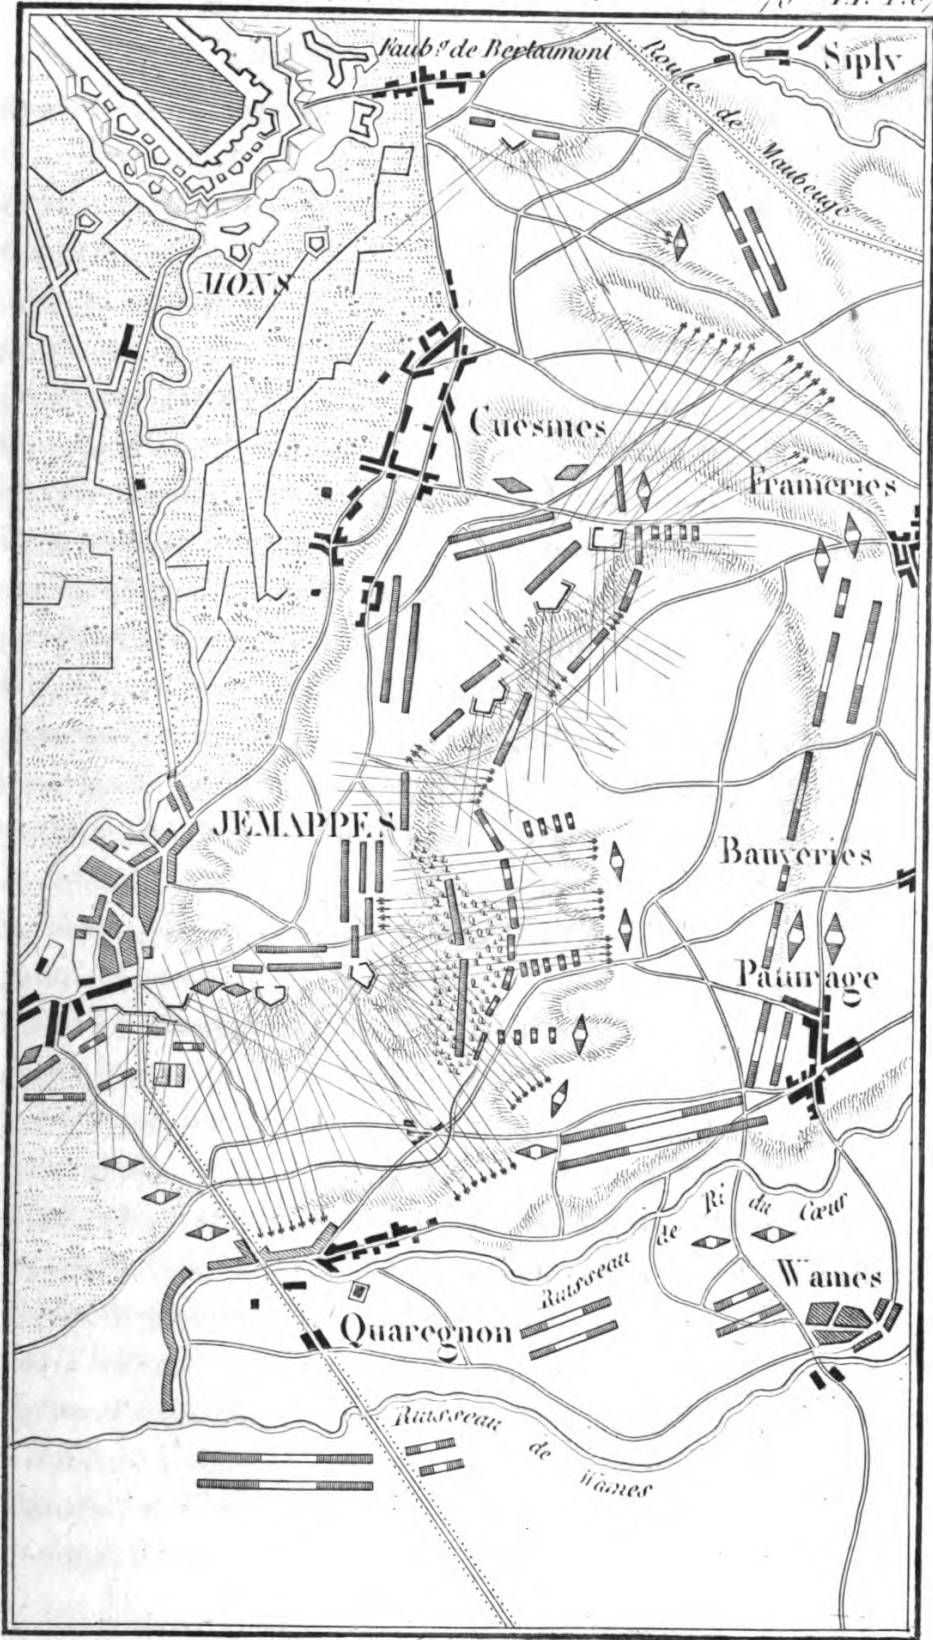 Faub.g de Bertaimont
Siply
Route de Maubeuge
MONS
Cuesmes
Frameries
JEMAPPES
Bauveries
Paturage
Ruisseau de Ri du Cœur
Wames
Quaregnon
Ruisseau de Wames